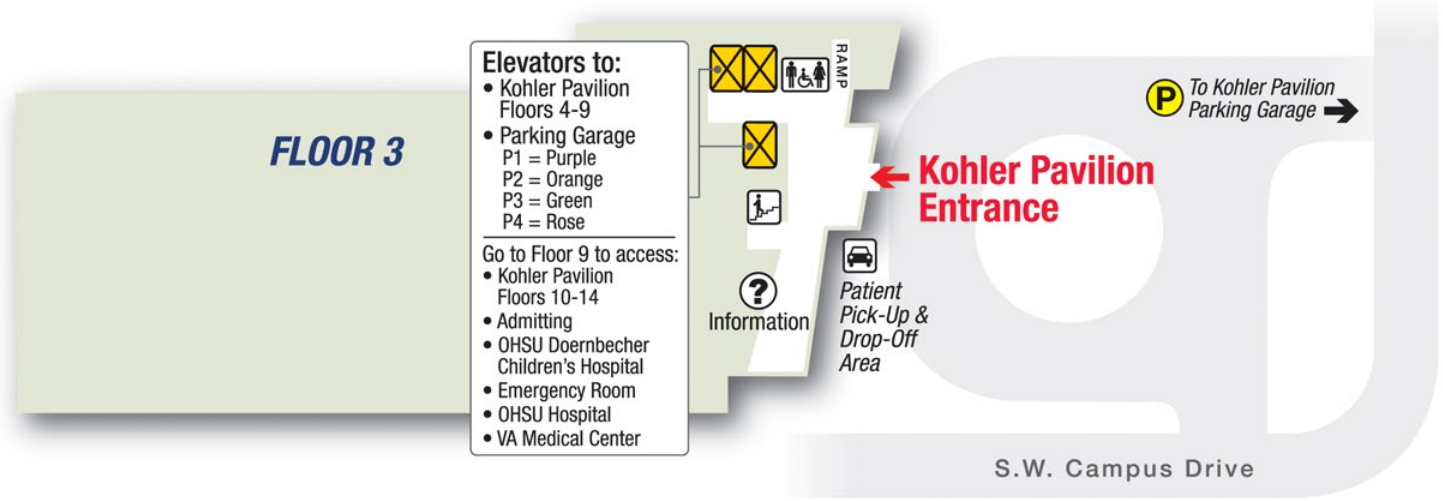 FLOOR 3
Elevators to:
• Kohler Pavilion
Floors 4-9
• Parking Garage
P1 = Purple
P2 = Orange
P3 = Green
P4 = Rose
Go to Floor 9 to access:
• Kohler Pavilion
Floors 10-14
• Admitting
• OHSU Doernbecher
Children's Hospital
• Emergency Room
• OHSU Hospital
• VA Medical Center
RAMP
?
Information
Patient
Pick-Up &
Drop-Off
Area
Kohler Pavilion
Entrance
P
To Kohler Pavilion
Parking Garage
S.W. Campus Drive